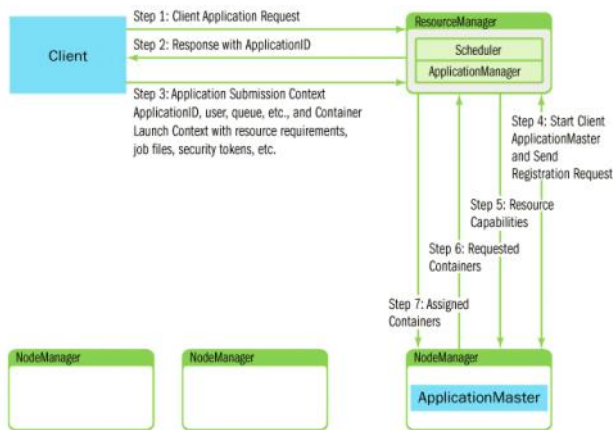 Step 1: Client Application Request
ResourceManager
Client
Step 2: Response with ApplicationID
Scheduler
ApplicationManager
Step 3: Application Submission Context
ApplicationID, user, queue, etc., and Container
Launch Context with resource requirements,
job files, security tokens, etc.
Step 4: Start Client
ApplicationMaster
and Send
Registration Request
Step 5: Resource
Capabilities
Step 6: Requested
Containers
Step 7: Assigned
Containers
NodeManager
NodeManager
NodeManager
ApplicationMaster